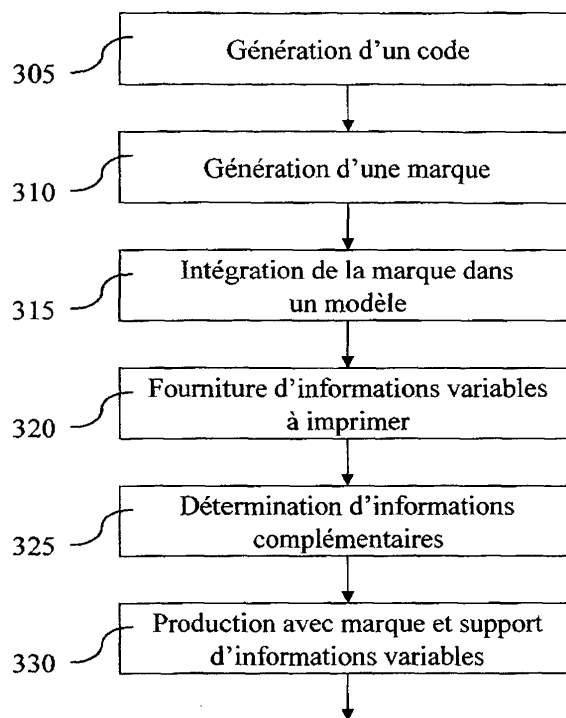 Génération d'un code
305
Génération d'une marque
310
Intégration de la marque dans
un modèle
315
Fourniture d'informations variables
à imprimer
320
Détermination d'informations
complémentaires
325
Production avec marque et support
d'informations variables
330